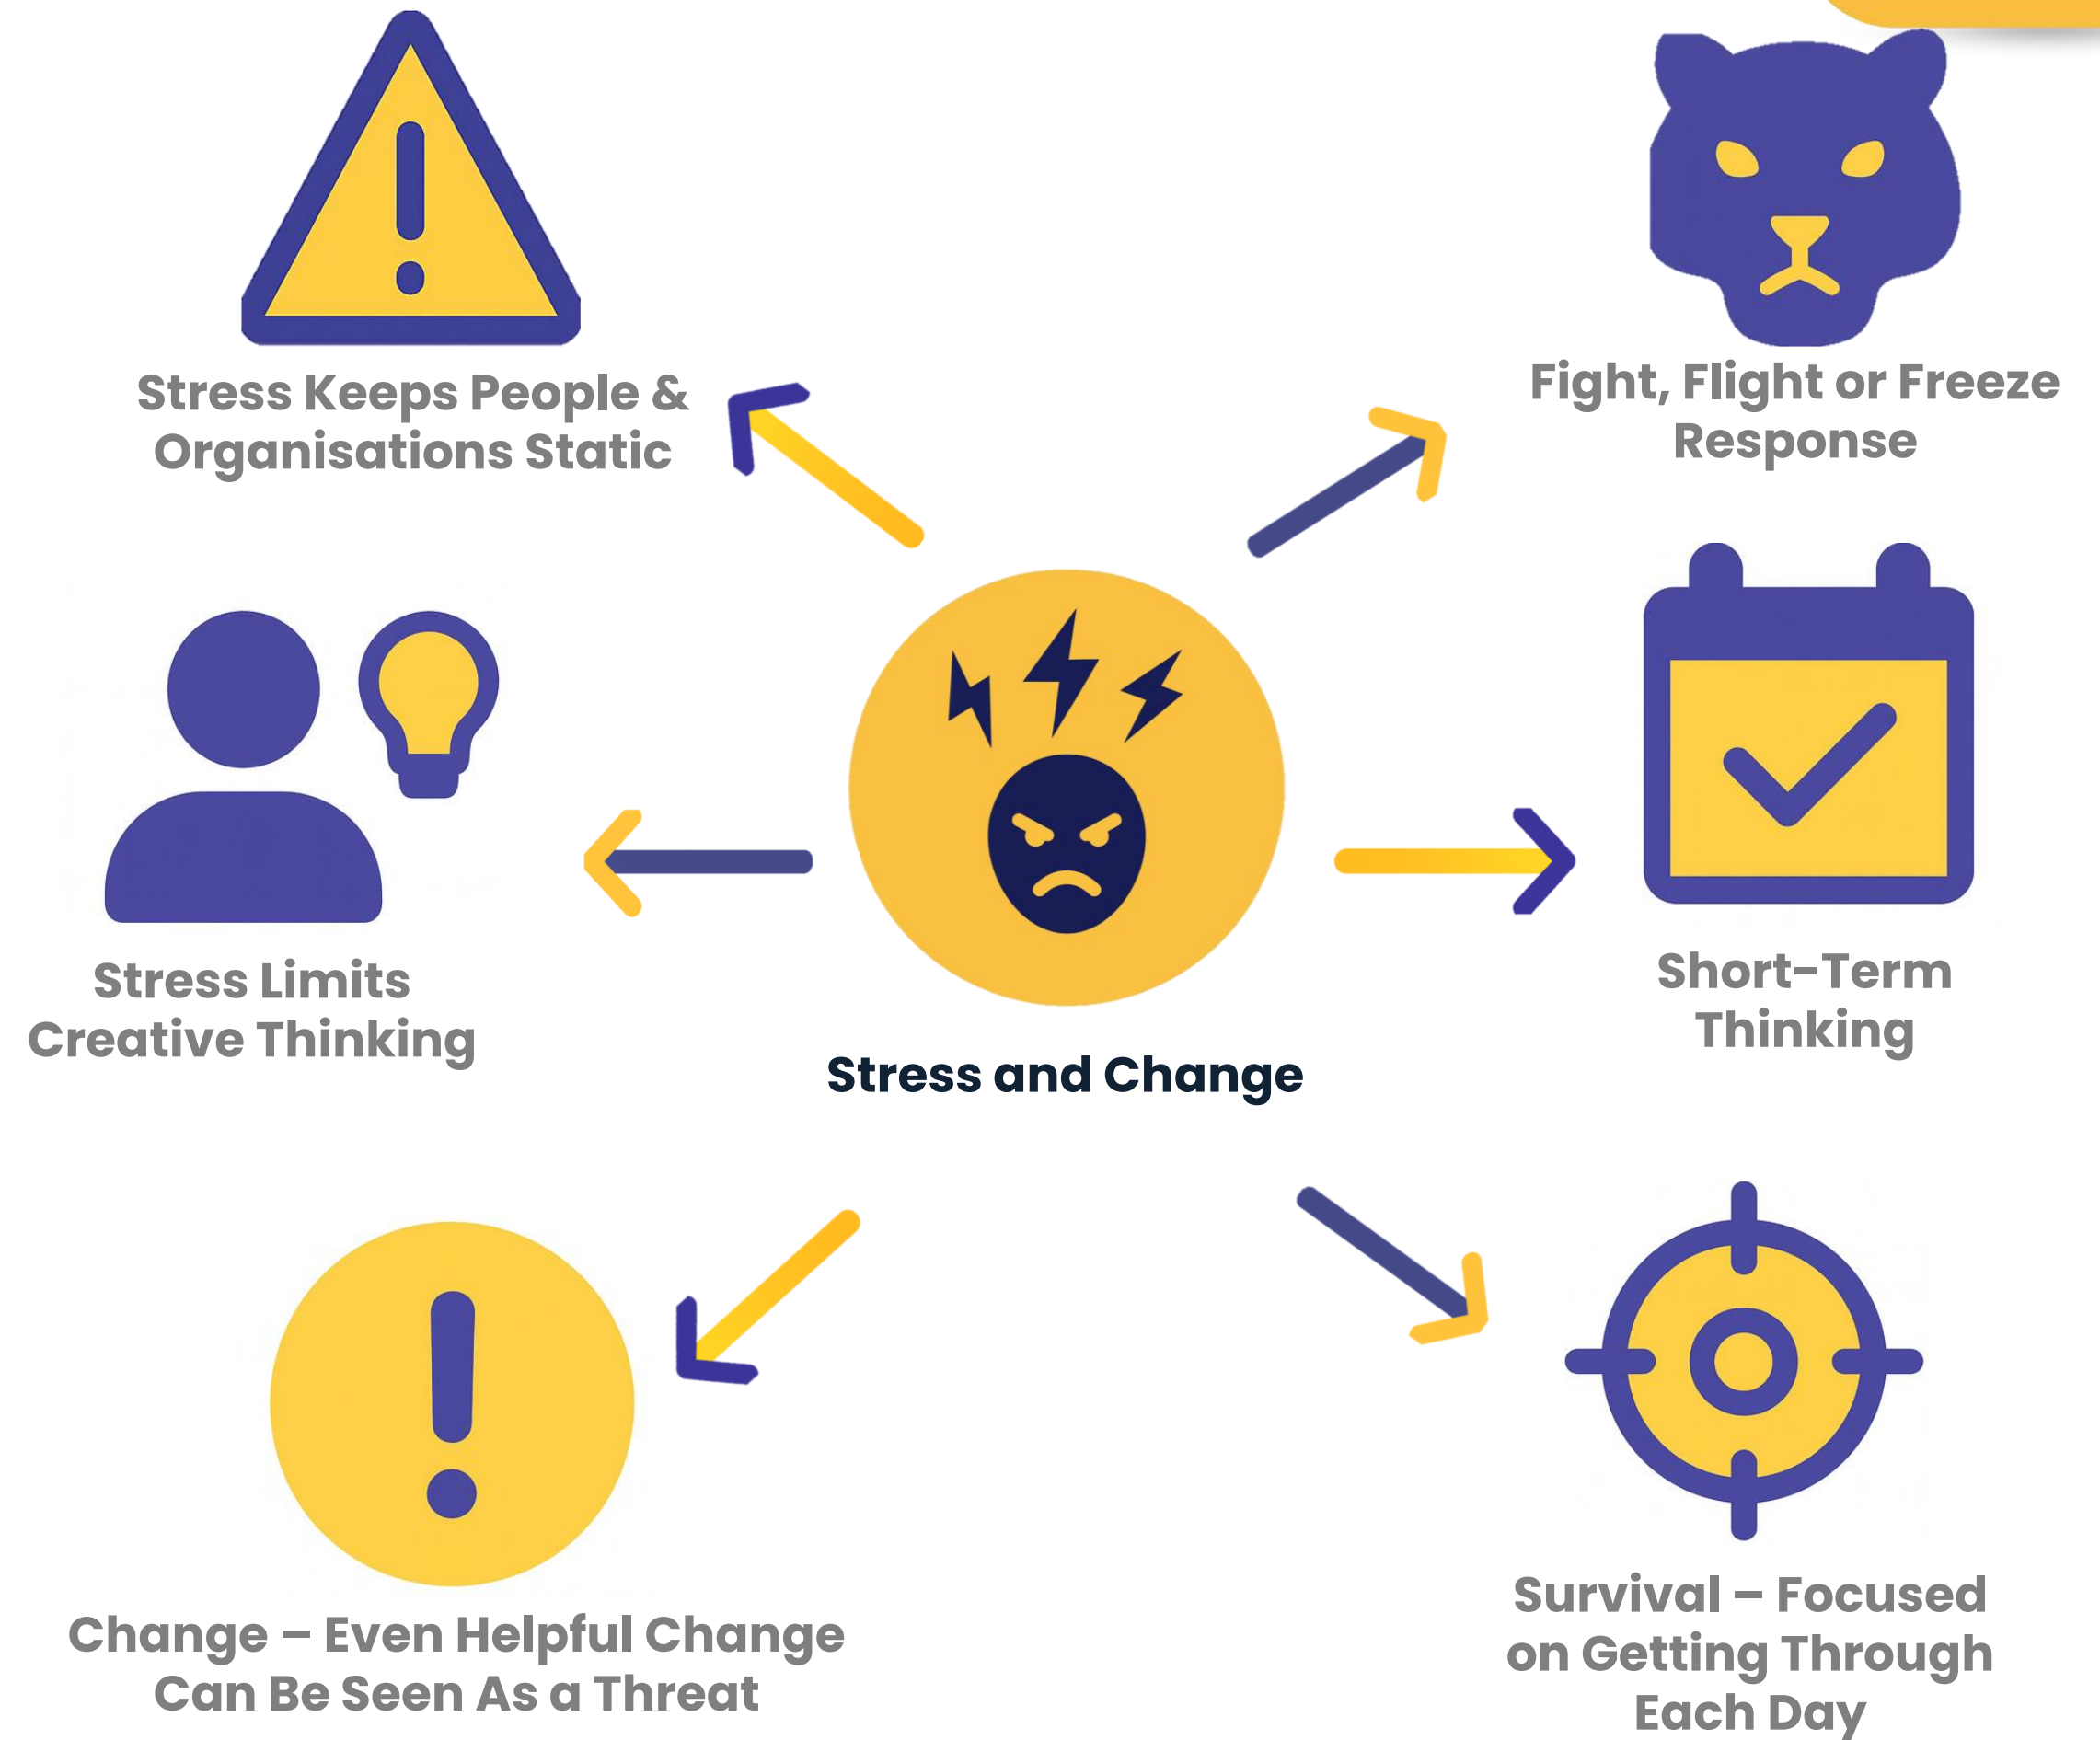 Stress Keeps People &
Organisations Static
Fight, Flight or Freeze
Response
Stress Limits
Creative Thinking
Short-Term
Thinking
Stress and Change
Change – Even Helpful Change
Can Be Seen As a Threat
Survival – Focused
on Getting Through
Each Day